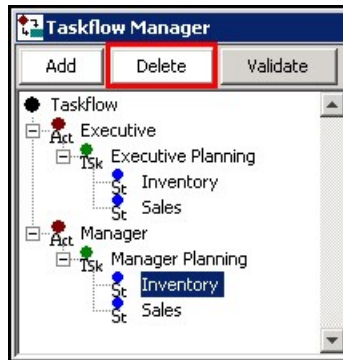 Taskflow Manager
Add Delete Validate
Taskflow
Act Executive
Tsk Executive Planning
St Inventory
St Sales
Act Manager
Tsk Manager Planning
St Inventory
St Sales